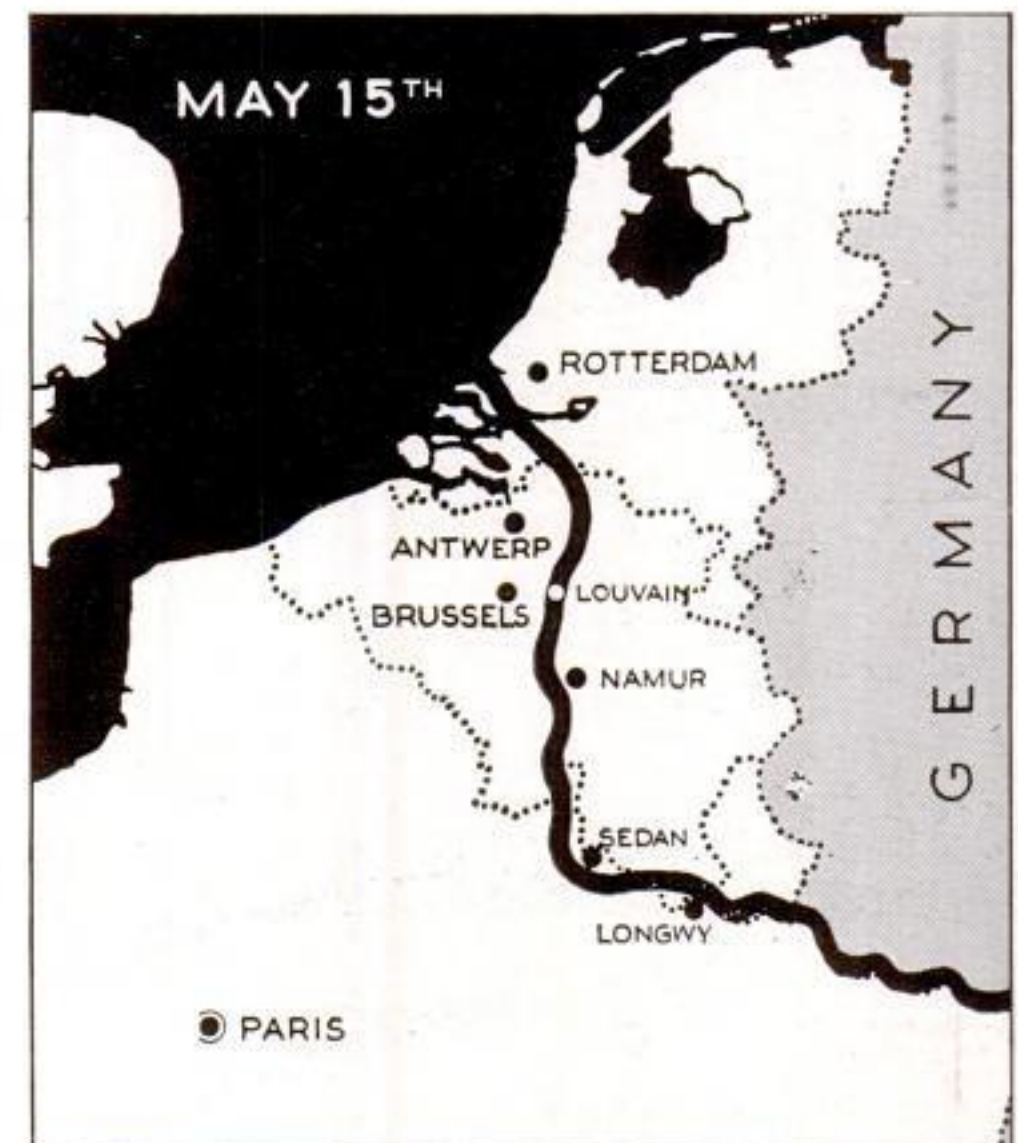 MAY 15TH
ROTTERDAM
ANTWERP
LOUVAIN
BRUSSELS
NAMUR
SEDAN
LONGWY
PARIS
GERMANY